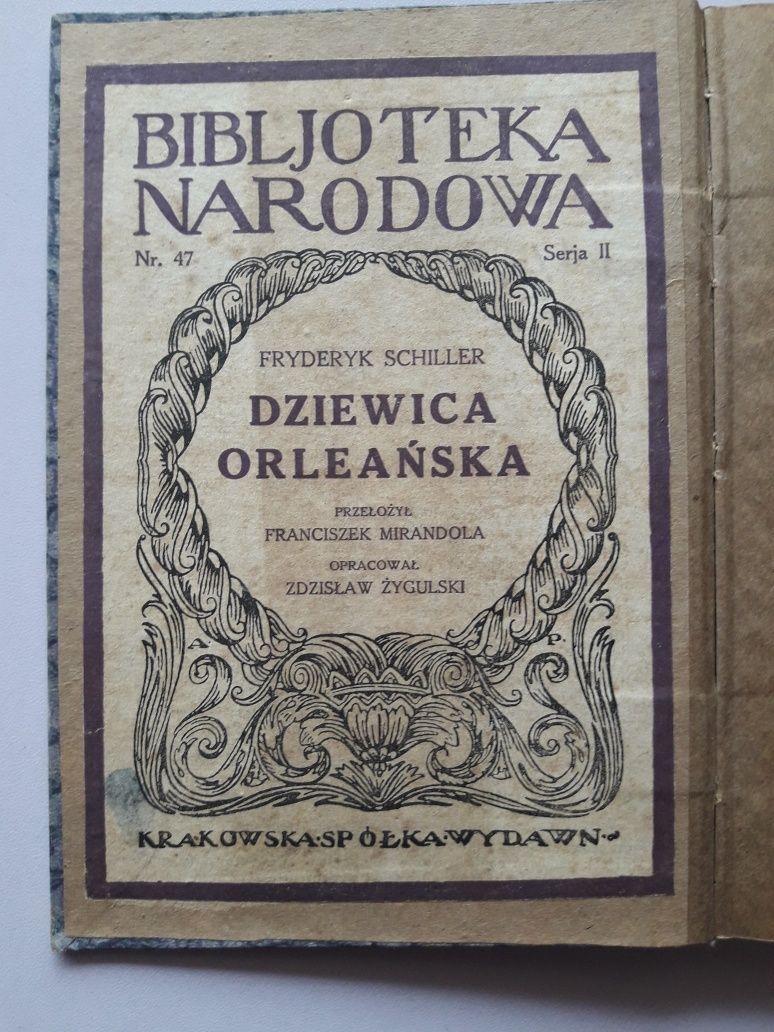 BIBLJOTEKA
NARODOWA
Nr. 47 Serja II
FRYDERYK SCHILLER
DZIEWICA
ORLEAŃSKA
PRZEŁOŻYŁ
FRANCISZEK MIRANDOLA
OPRACOWAŁ
ZDZISŁAW ŻYGULSKI
A. P.
KRAKOWSKA·SPÓŁKA·WYDAWN·